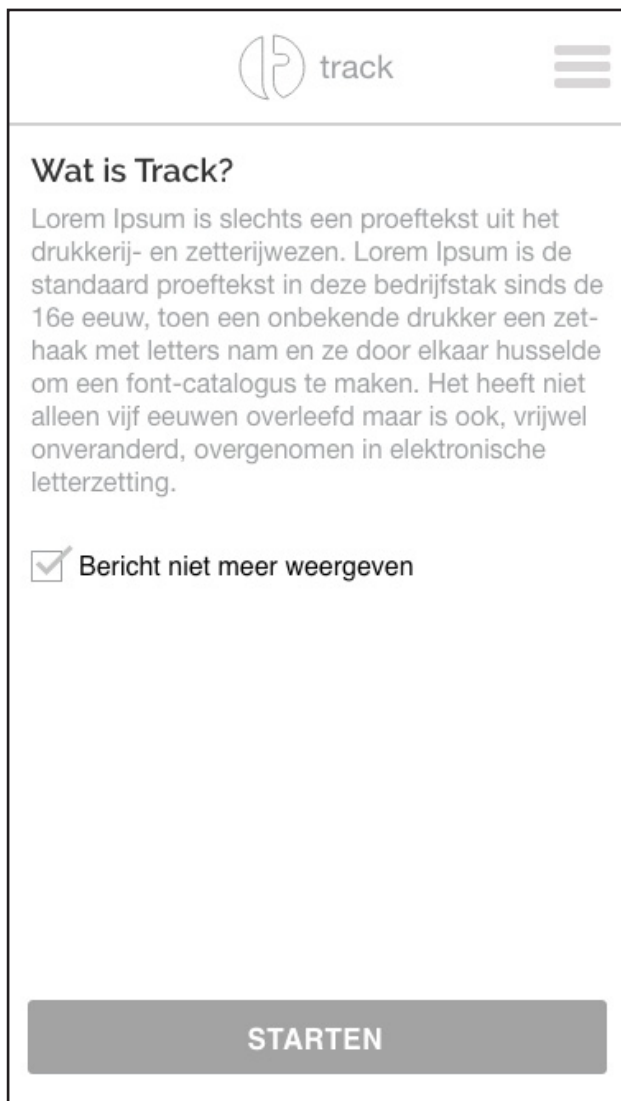 track
Wat is Track?
Lorem Ipsum is slechts een proeftekst uit het
drukkerij- en zetterijwezen. Lorem Ipsum is de
standaard proeftekst in deze bedrijfstak sinds de
16e eeuw, toen een onbekende drukker een zet-
haak met letters nam en ze door elkaar husselde
om een font-catalogus te maken. Het heeft niet
alleen vijf eeuwen overleefd maar is ook, vrijwel
onveranderd, overgenomen in elektronische
letterzetting.
Bericht niet meer weergeven
STARTEN